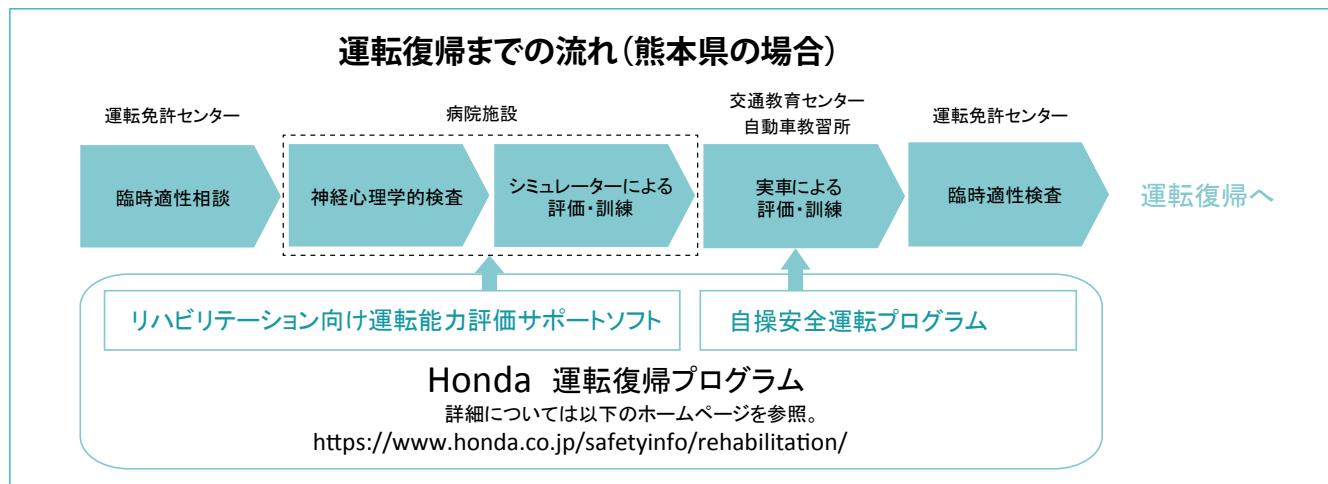 運転復帰までの流れ（熊本県の場合）
運転免許センター
病院施設
交通教育センター
自動車教習所
運転免許センター
臨時適性相談
神経心理学的検査
シミュレーターによる
評価・訓練
実車による
評価・訓練
臨時適性検査
運転復帰へ
リハビリテーション向け運転能力評価サポートソフト
自操安全運転プログラム
Honda 運転復帰プログラム
詳細については以下のホームページを参照。
https://www.honda.co.jp/safetyinfo/rehabilitation/